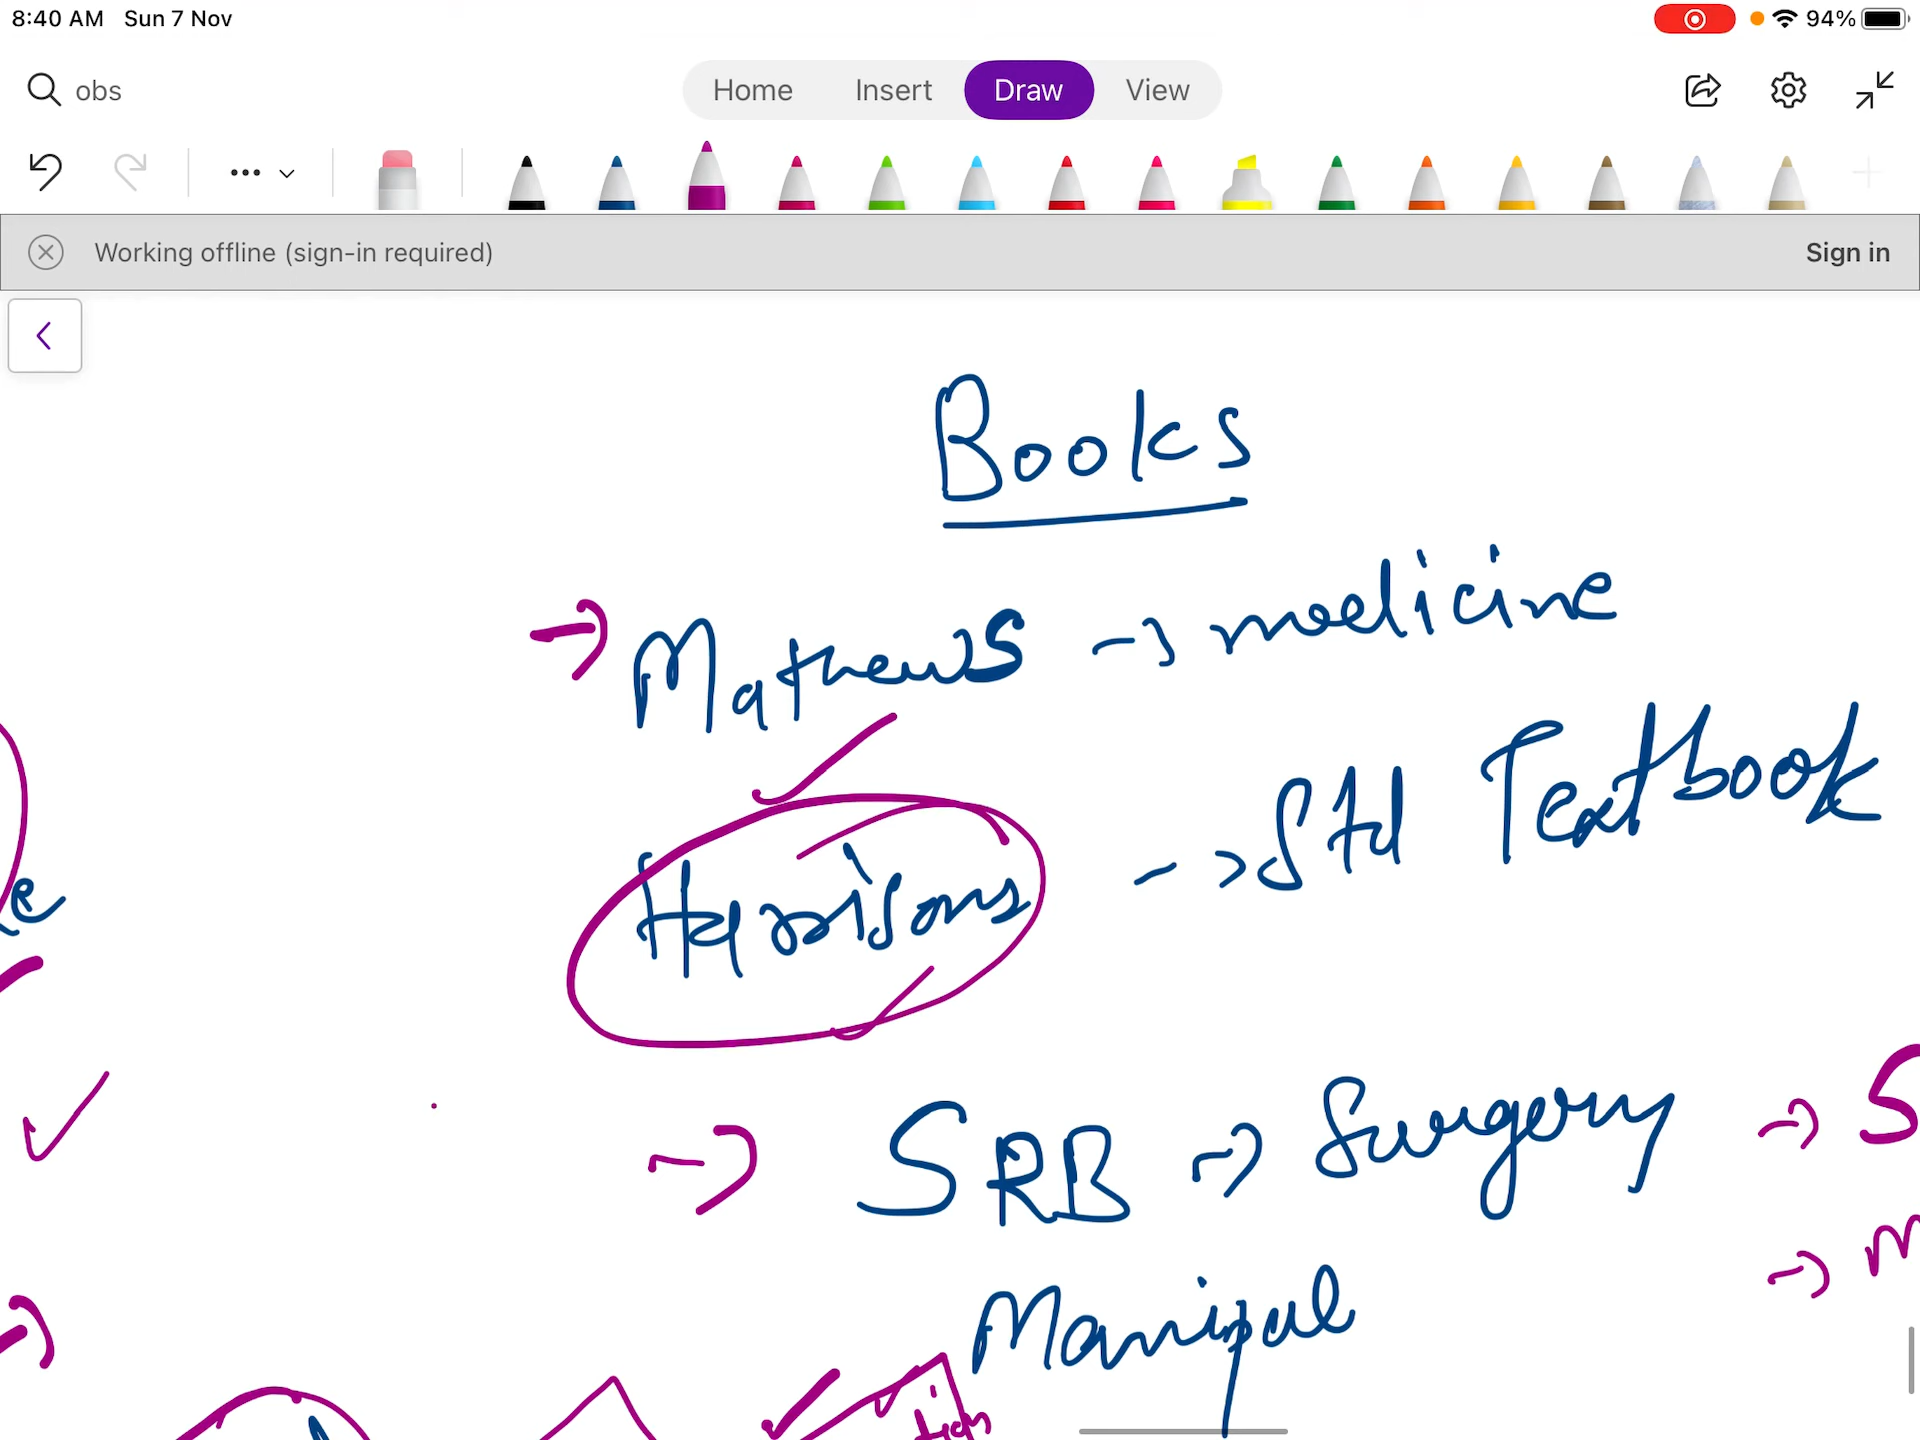 8:40 AM Sun 7 Nov
94%
obs
Home Insert Draw View
Working offline (sign-in required)
Sign in
Books
→ Mathews → medicine
Harrisons → Std Textbook
→ SRB → Surgery → S
Manipal → m